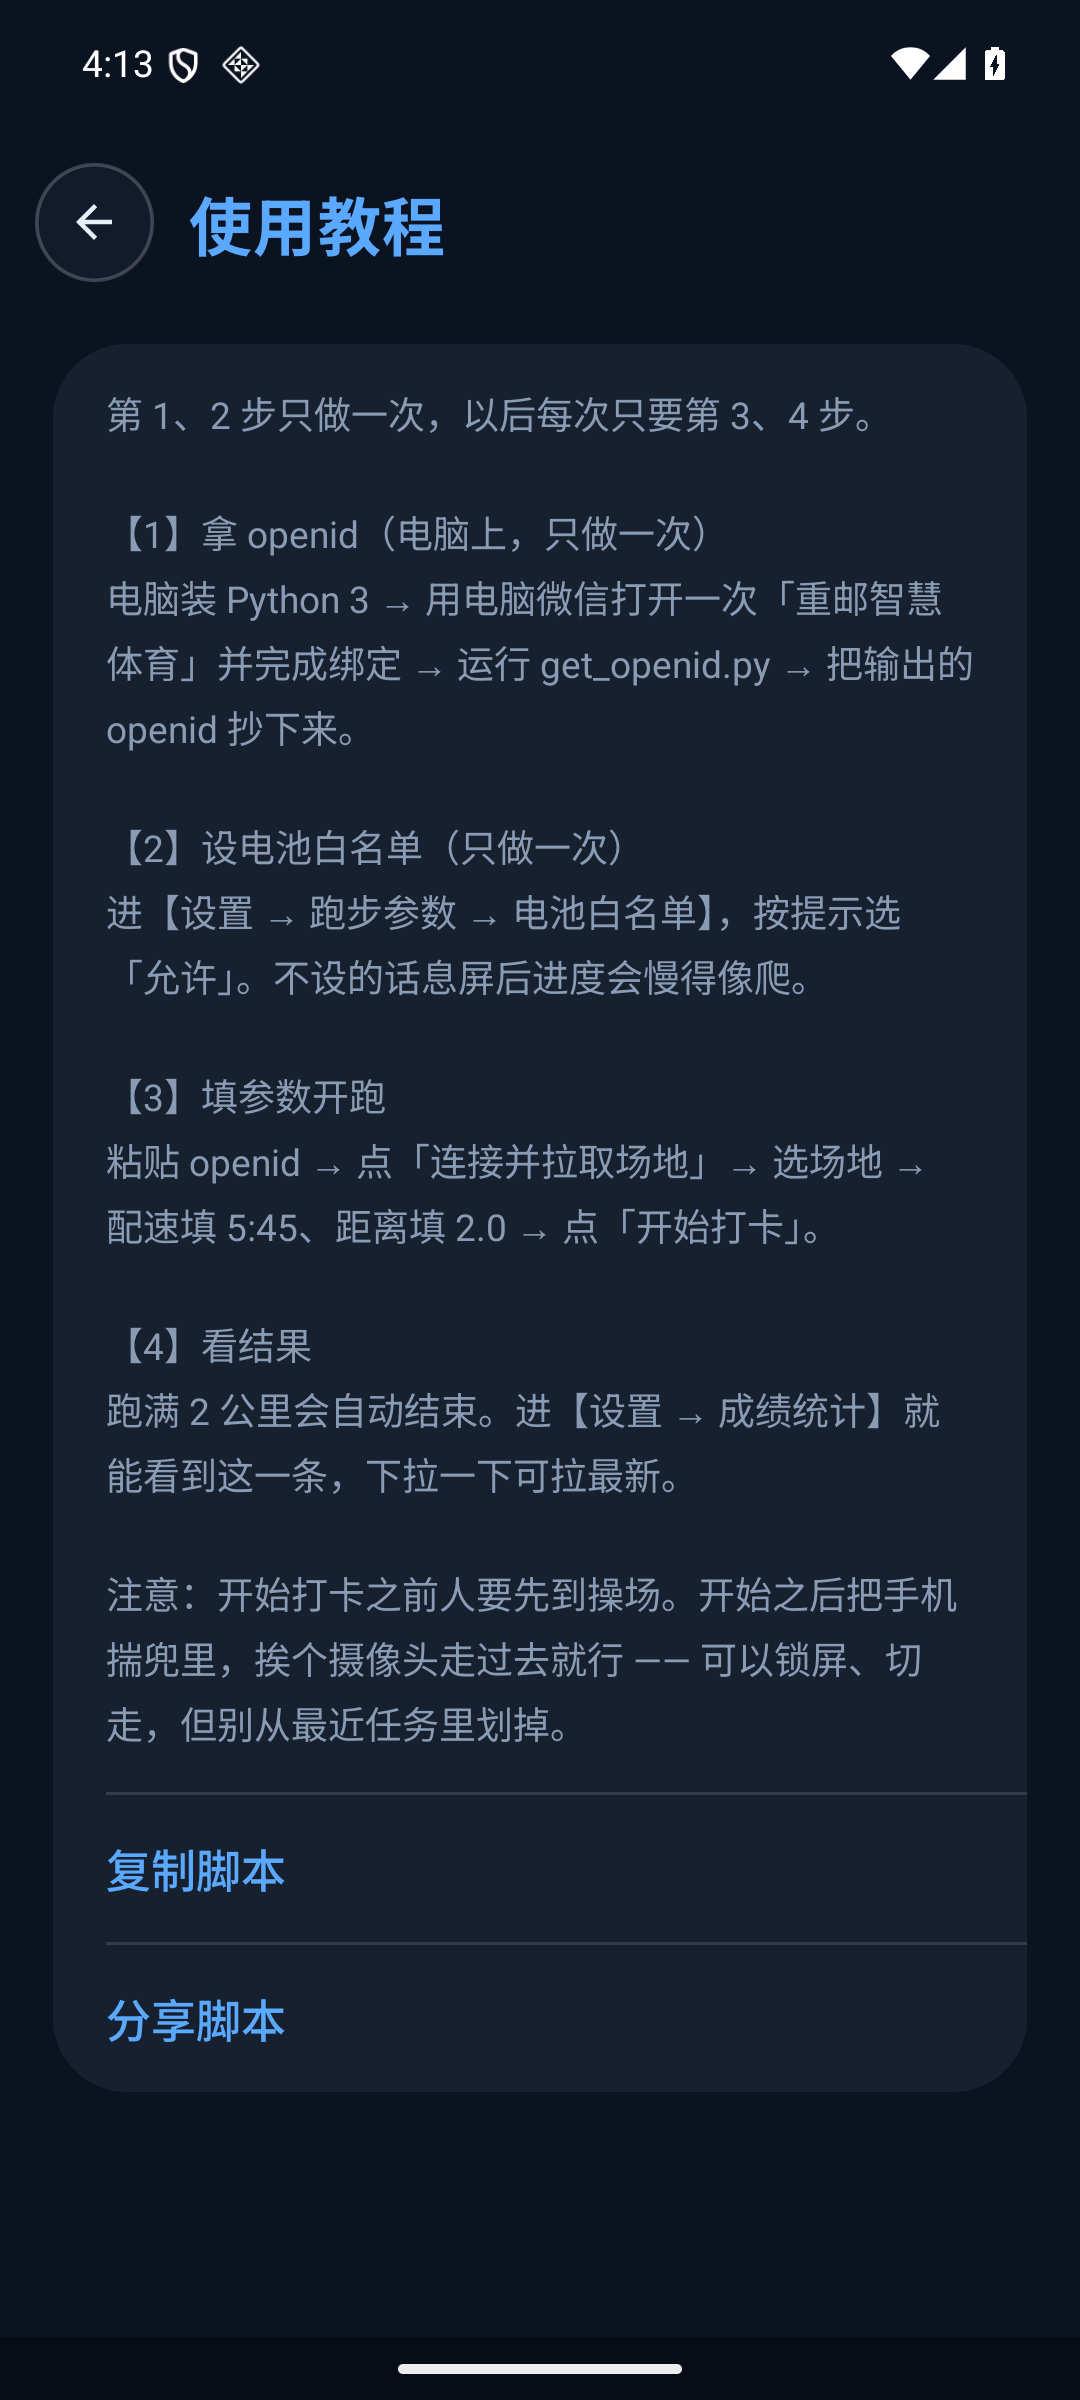 4:13
使用教程
第 1、2 步只做一次，以后每次只要第 3、4 步。
【1】拿 openid（电脑上，只做一次）
电脑装 Python 3 → 用电脑微信打开一次「重邮智慧
体育」并完成绑定 → 运行 get_openid.py → 把输出的
openid 抄下来。
【2】设电池白名单（只做一次）
进【设置 → 跑步参数 → 电池白名单】，按提示选
「允许」。不设的话息屏后进度会慢得像爬。
【3】填参数开跑
粘贴 openid → 点「连接并拉取场地」 → 选场地 →
配速填 5:45、距离填 2.0 → 点「开始打卡」。
【4】看结果
跑满 2 公里会自动结束。进【设置 → 成绩统计】就
能看到这一条，下拉一下可拉最新。
注意：开始打卡之前人要先到操场。开始之后把手机
揣兜里，挨个摄像头走过去就行 —— 可以锁屏、切
走，但别从最近任务里划掉。
复制脚本
分享脚本